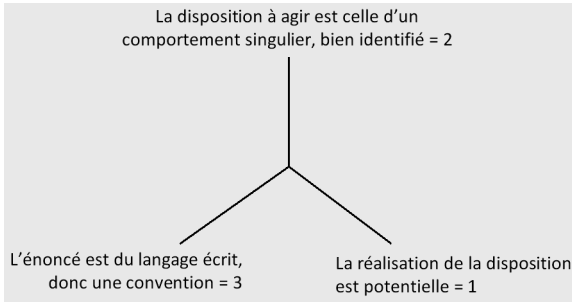 La disposition à agir est celle d'un
comportement singulier, bien identifié = 2
L'énoncé est du langage écrit,
donc une convention = 3
La réalisation de la disposition
est potentielle = 1